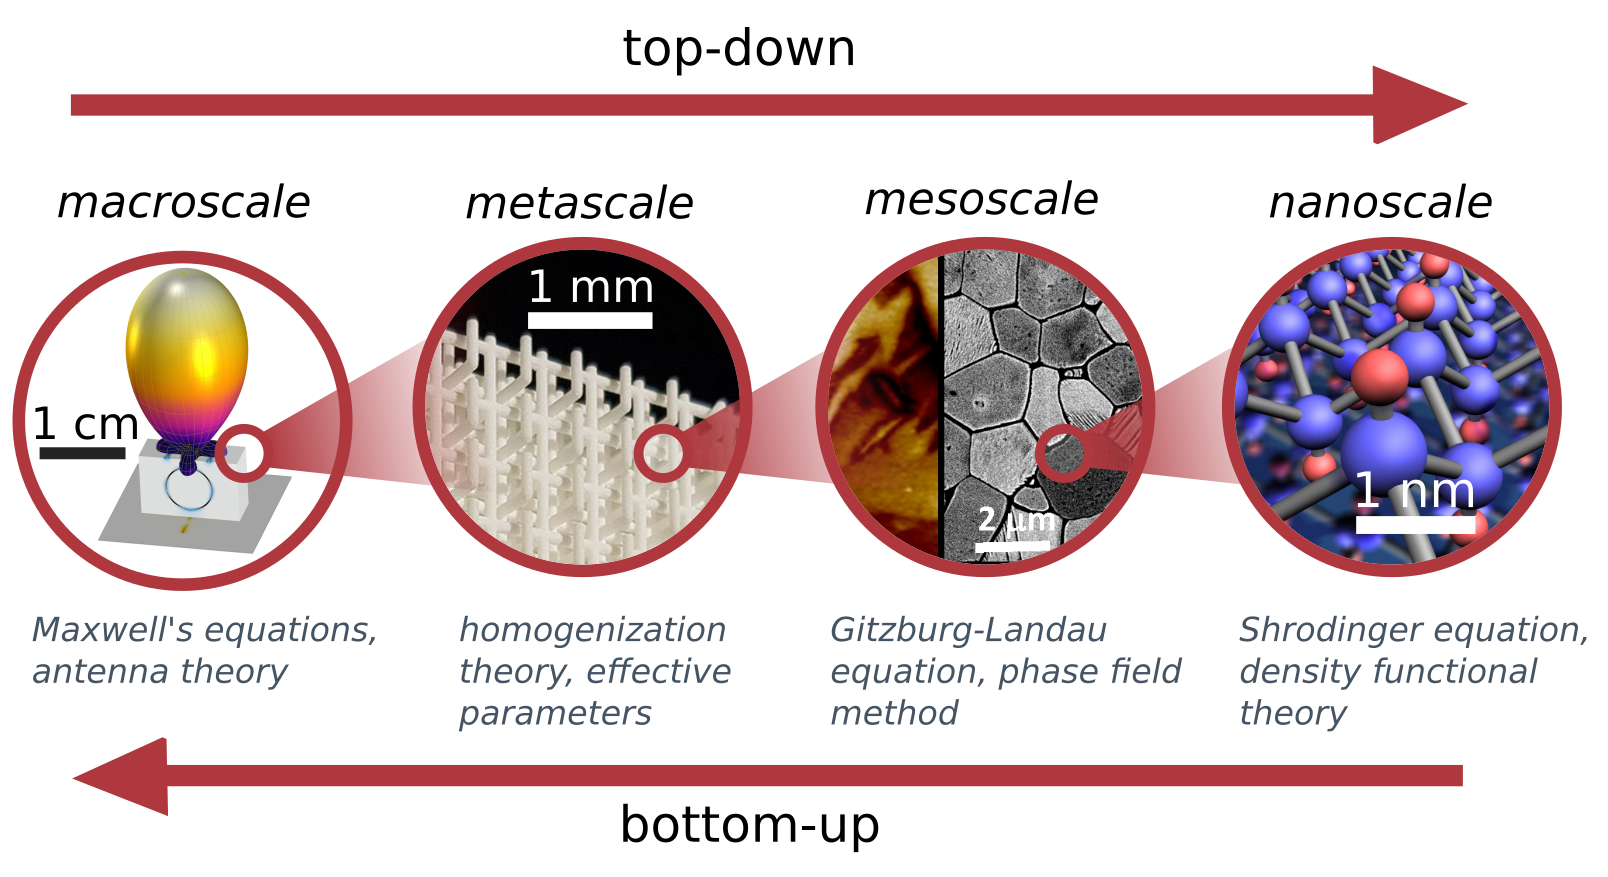 top-down
macroscale
metascale
mesoscale
nanoscale
1 cm
1 mm
2 µm
1 nm
Maxwell's equations,
antenna theory
homogenization
theory, effective
parameters
Gitzburg-Landau
equation, phase field
method
Shrodinger equation,
density functional
theory
bottom-up